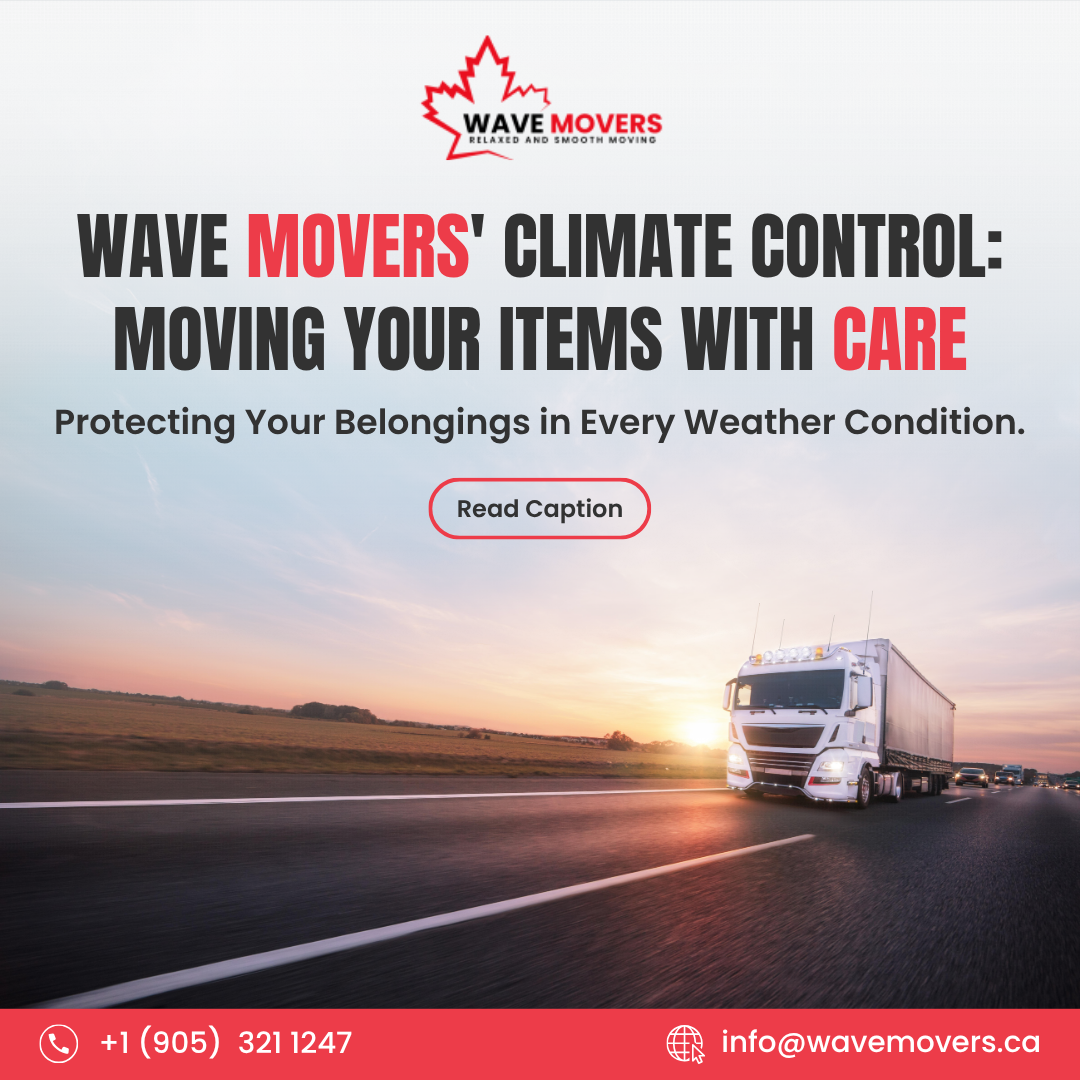 WAVE MOVERS
RELAXED AND SMOOTH MOVING
WAVE MOVERS' CLIMATE CONTROL:
MOVING YOUR ITEMS WITH CARE
Protecting Your Belongings in Every Weather Condition.
Read Caption
+1 (905) 321 1247
info@wavemovers.ca